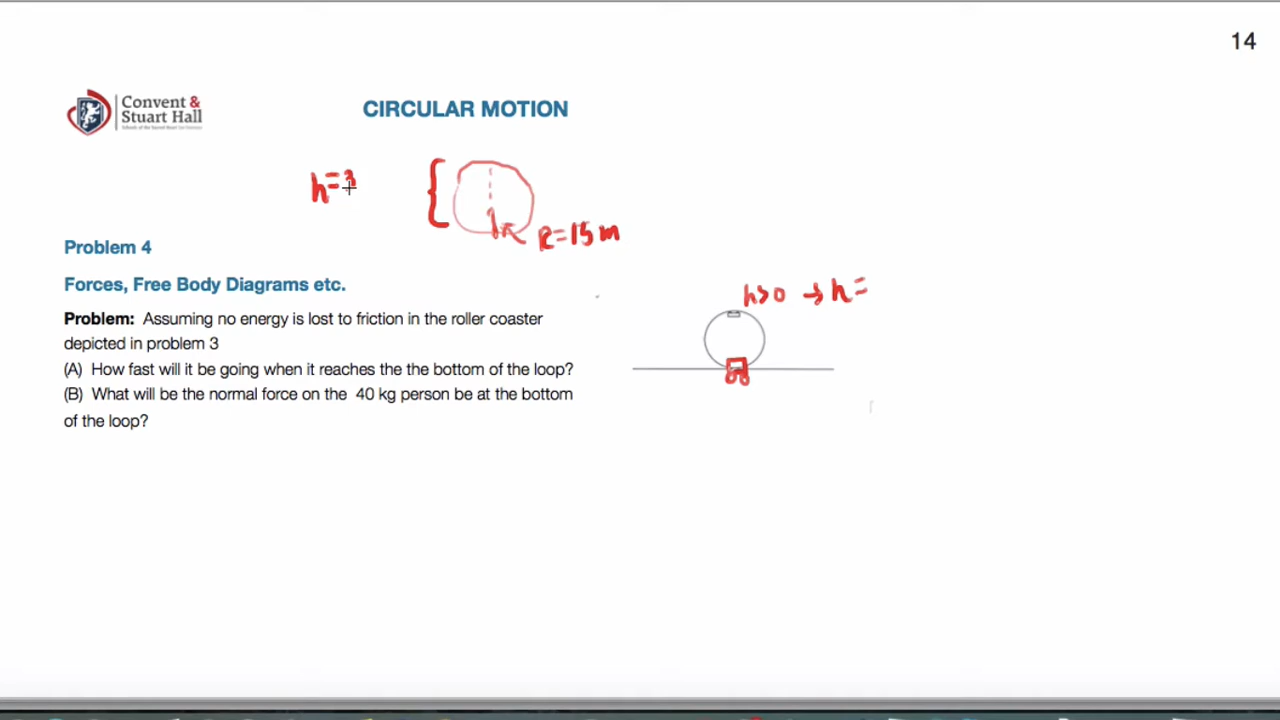 14
Convent &
Stuart Hall
CIRCULAR MOTION
h=3
R=15m
Problem 4
Forces, Free Body Diagrams etc.
h>0 → h=
Problem: Assuming no energy is lost to friction in the roller coaster
depicted in problem 3
(A) How fast will it be going when it reaches the the bottom of the loop?
(B) What will be the normal force on the 40 kg person be at the bottom
of the loop?